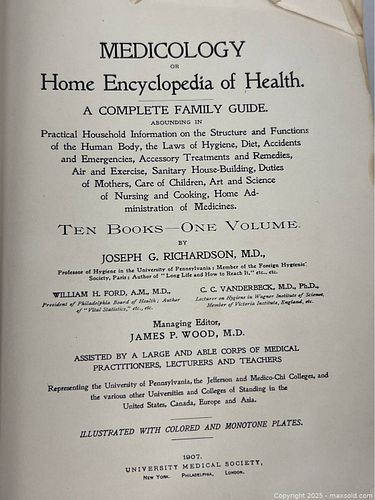 MEDICOLOGY
OR
Home Encyclopedia of Health.
A COMPLETE FAMILY GUIDE.
ABOUNDING IN
Practical Household Information on the Structure and Functions
of the Human Body, the Laws of Hygiene, Diet, Accidents
and Emergencies, Accessory Treatments and Remedies,
Air and Exercise, Sanitary House-Building, Duties
of Mothers, Care of Children, Art and Science
of Nursing and Cooking, Home Ad-
ministration of Medicines.
TEN BOOKS—ONE VOLUME.
BY
JOSEPH G. RICHARDSON, M.D.,
Professor of Hygiene in the University of Pennsylvania; Member of the Foreign Hygienic
Society, Paris; Author of "Long Life and How to Reach It," etc., etc.
WILLIAM H. FORD, A.M., M.D.,
President of Philadelphia Board of Health; Author
of "Vital Statistics," etc., etc.
C. C. VANDERBECK, M.D., Ph.D.,
Lecturer on Hygiene in Wagner Institute of Science,
Member of Victoria Institute, England, etc.
Managing Editor,
JAMES P. WOOD, M.D.
ASSISTED BY A LARGE AND ABLE CORPS OF MEDICAL
PRACTITIONERS, LECTURERS AND TEACHERS
Representing the University of Pennsylvania, the Jefferson and Medico-Chi Colleges, and
the various other Universities and Colleges of Standing in the
United States, Canada, Europe and Asia.
ILLUSTRATED WITH COLORED AND MONOTONE PLATES.
1907.
UNIVERSITY MEDICAL SOCIETY,
NEW YORK. PHILADELPHIA. LONDON.
Copyright 2025 - maxsold.com